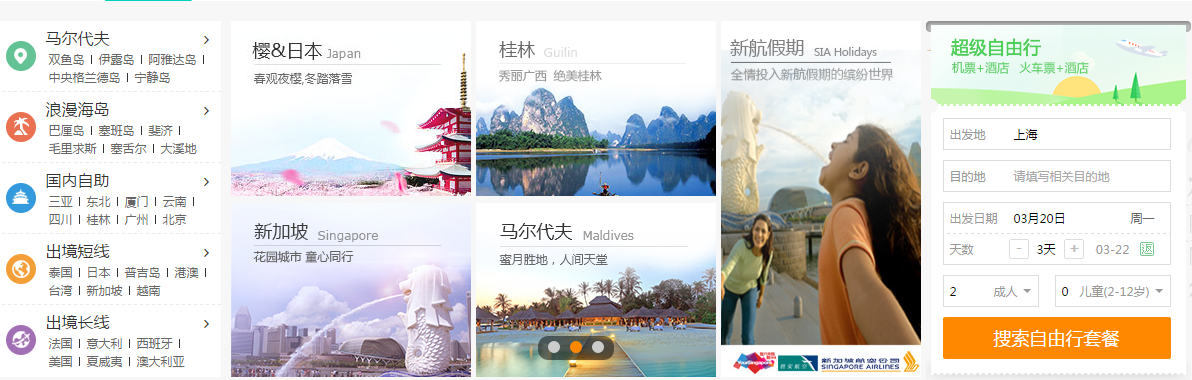 马尔代夫 >
双鱼岛 | 伊露岛 | 阿雅达岛 |
中央格兰德岛 | 宁静岛
浪漫海岛 >
巴厘岛 | 塞班岛 | 斐济 |
毛里求斯 | 塞舌尔 | 大溪地
国内自助 >
三亚 | 东北 | 厦门 | 云南 |
四川 | 桂林 | 广州 | 北京
出境短线 >
泰国 | 日本 | 普吉岛 | 港澳 |
台湾 | 新加坡 | 越南
出境长线 >
法国 | 意大利 | 西班牙 |
美国 | 夏威夷 | 澳大利亚
樱&日本 Japan
春观夜樱,冬踏落雪
桂林 Guilin
秀丽广西 绝美桂林
新加坡 Singapore
花园城市 童心同行
马尔代夫 Maldives
蜜月胜地，人间天堂
新航假期 SIA Holidays
全情投入新航假期的缤纷世界
YourSingapore
新加坡航空公司
SINGAPORE AIRLINES
超级自由行
机票+酒店 火车票+酒店
出发地 上海
目的地 请填写相关目的地
出发日期 03月20日 周一
天数 - 3天 + 03-22 返
2 成人 0 儿童(2-12岁)
搜索自由行套餐